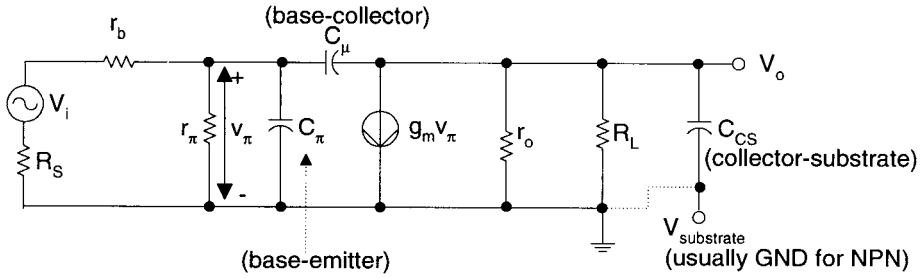 (base-collector)
r_b
C_μ
V_o
V_i
+
r_π
v_π
C_π
g_m v_π
r_o
R_L
C_CS
R_S
(collector-substrate)
-
(base-emitter)
V_substrate
(usually GND for NPN)